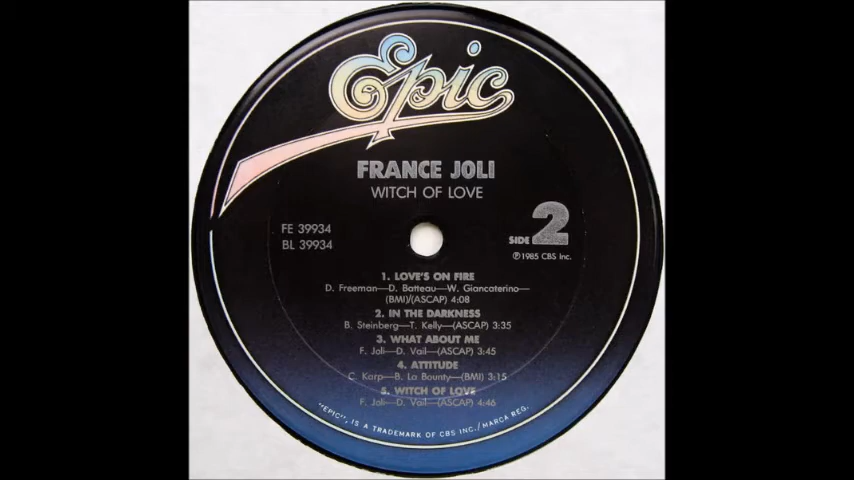 Epic
FRANCE JOLI
WITCH OF LOVE
FE 39934
BL 39934
SIDE 2
℗1985 CBS Inc.
1. LOVE'S ON FIRE
D. Freeman—D. Batteau—W. Giancaterino—
(BMI)/(ASCAP) 4:08
2. IN THE DARKNESS
B. Steinberg—T. Kelly—(ASCAP) 3:35
3. WHAT ABOUT ME
F. Joli—D. Vail—(ASCAP) 3:45
4. ATTITUDE
C. Karp—B. La Bounty—(BMI) 3:15
5. WITCH OF LOVE
F. Joli—D. Vail—(ASCAP) 4:46
"EPIC", IS A TRADEMARK OF CBS INC./MARCA REG.